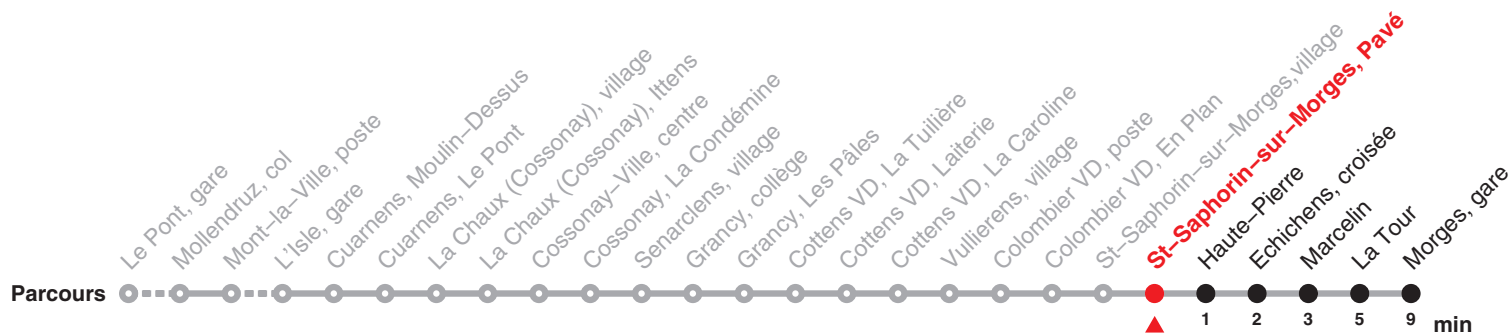 Le Pont, gare
Mollendruz, col
Mont–la–Ville, poste
L'Isle, gare
Cuarnens, Moulin–Dessus
Cuarnens, Le Pont
La Chaux (Cossonay), village
La Chaux (Cossonay), Ittens
Cossonay–Ville, centre
Cossonay, La Condémine
Senarclens, village
Grancy, collège
Grancy, Les Pâles
Cottens VD, La Tuilière
Cottens VD, Laiterie
Cottens VD, La Caroline
Vullierens, village
Colombier VD, poste
Colombier VD, En Plan
St–Saphorin–sur–Morges, village
St–Saphorin–sur–Morges, Pavé
Haute–Pierre
Echichens, croisée
Marcelin
La Tour
Morges, gare
Parcours
1 2 3 5 9 min